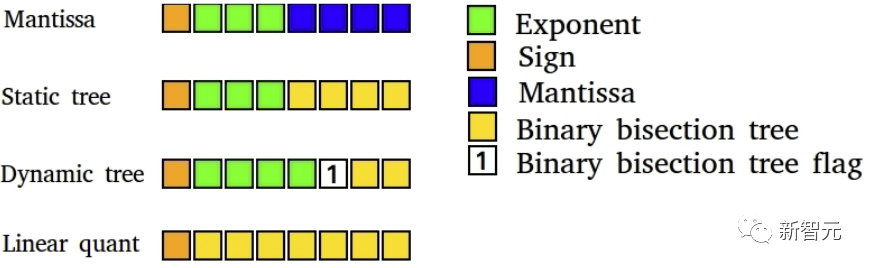 Mantissa
Static tree
Dynamic tree
1
Linear quant
Exponent
Sign
Mantissa
Binary bisection tree
1 Binary bisection tree flag
新智元